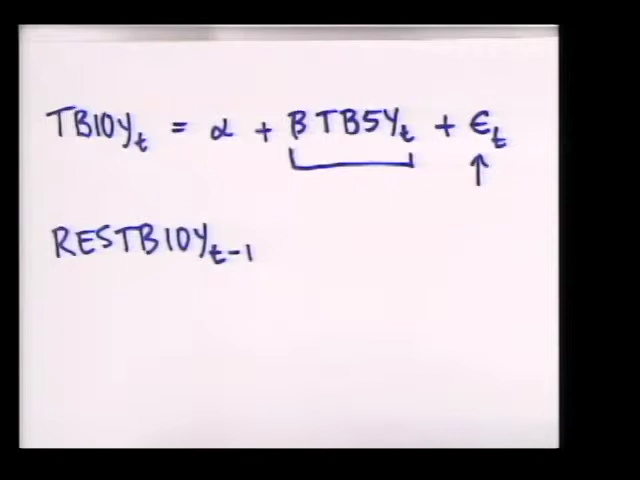 TB10Y_t = α + β TB5Y_t + ϵ_t
RESTB10Y_t-1